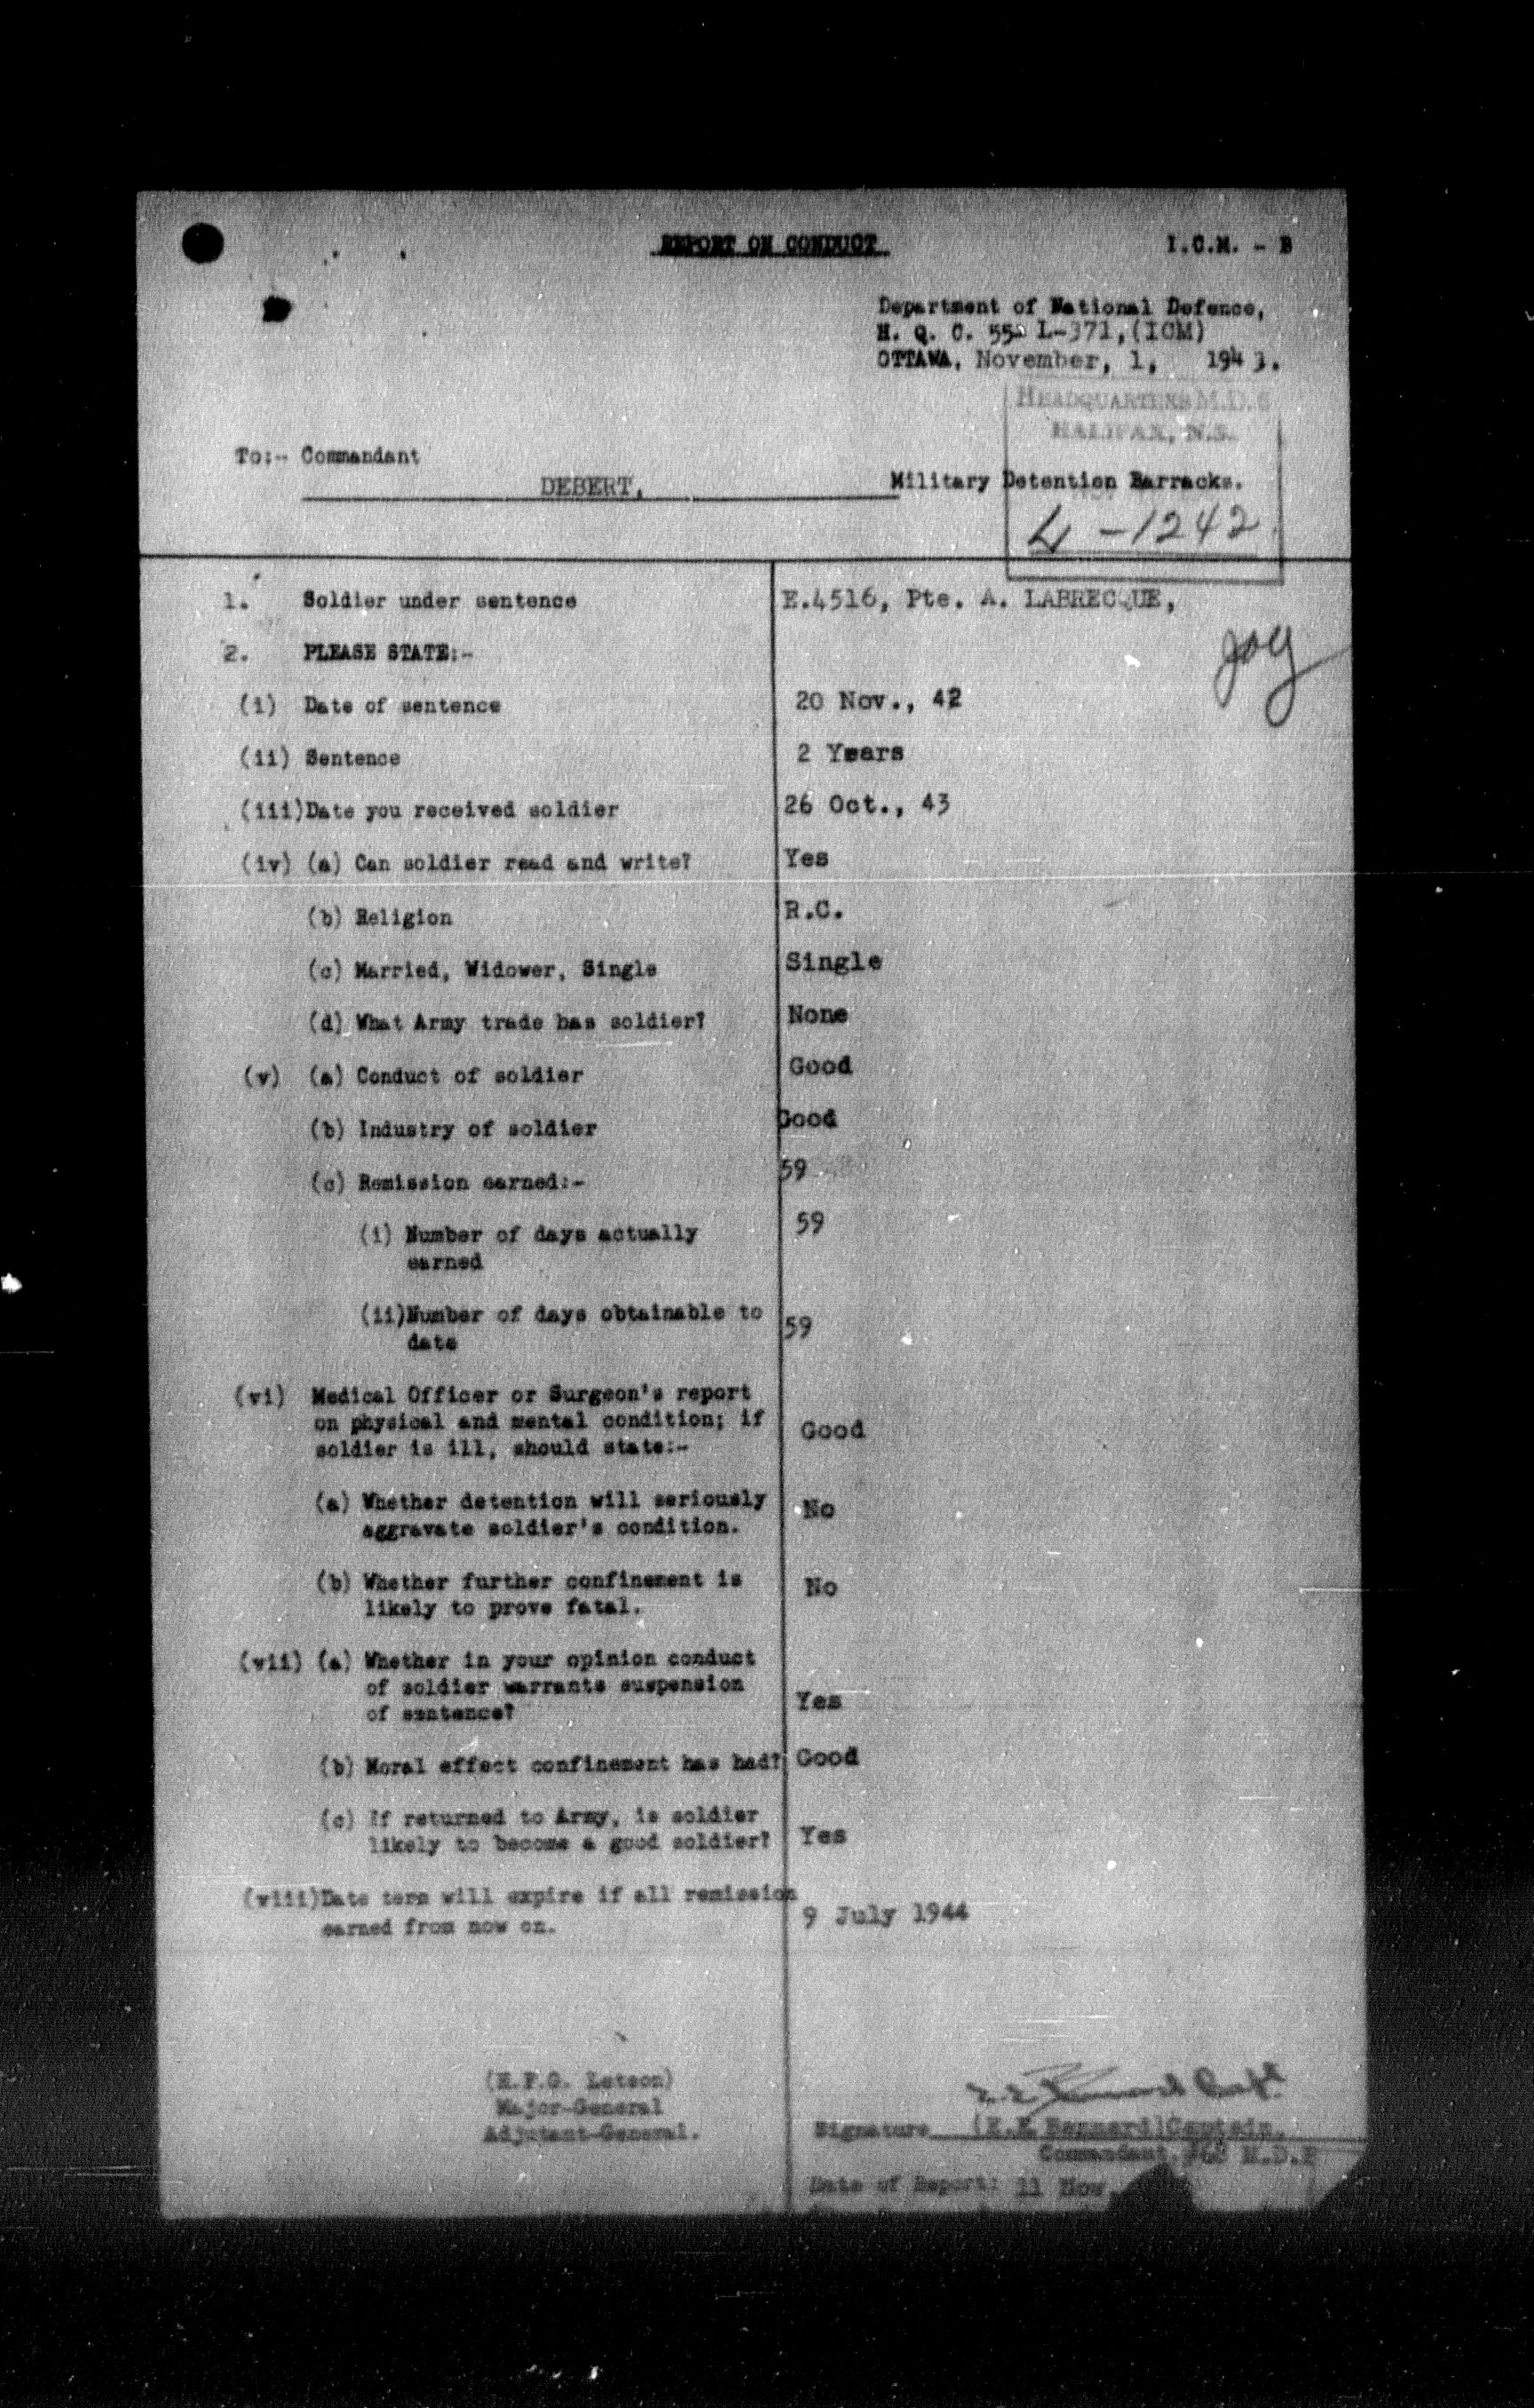 REPORT ON CONDUCT
I.C.M. - B
Department of National Defence,
H. Q. C. 55- L-371, (ICM)
OTTAWA, November, 1, 1943.
HEADQUARTERS M.D. 6
HALIFAX, N.S.
To:- Commandant
DEBERT, Military Detention Barracks.
L - 1242
1. Soldier under sentence E.4516, Pte. A. LABRECQUE,
2. PLEASE STATE:-
(i) Date of sentence 20 Nov., 42
(ii) Sentence 2 Years
(iii)Date you received soldier 26 Oct., 43
(iv) (a) Can soldier read and write? Yes
(b) Religion R.C.
(c) Married, Widower, Single Single
(d) What Army trade has soldier? None
(v) (a) Conduct of soldier Good
(b) Industry of soldier Good
(c) Remission earned:- 59
(i) Number of days actually 59
earned
(ii)Number of days obtainable to 59
date
(vi) Medical Officer or Surgeon's report
on physical and mental condition; if Good
soldier is ill, should state:-
(a) Whether detention will seriously No
aggravate soldier's condition.
(b) Whether further confinement is No
likely to prove fatal.
(vii) (a) Whether in your opinion conduct
of soldier warrants suspension
of sentence? Yes
(b) Moral effect confinement has had? Good
(c) If returned to Army, is soldier
likely to become a good soldier? Yes
(viii)Date term will expire if all remission
earned from now on. 9 July 1944
(H.F.G. Letson)
Major-General
Adjutant-General.
Signature Captain,
Commandant,
Date of Report: 11 Nov.